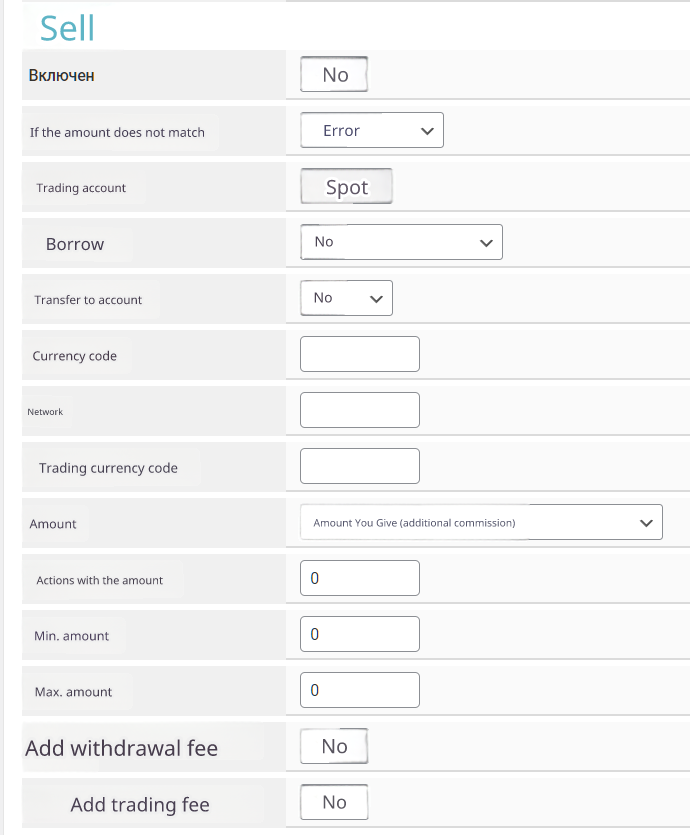 Sell
Включен No
If the amount does not match Error
Trading account Spot
Borrow No
Transfer to account No
Currency code
Network
Trading currency code
Amount Amount You Give (additional commission)
Actions with the amount 0
Min. amount 0
Max. amount 0
Add withdrawal fee No
Add trading fee No